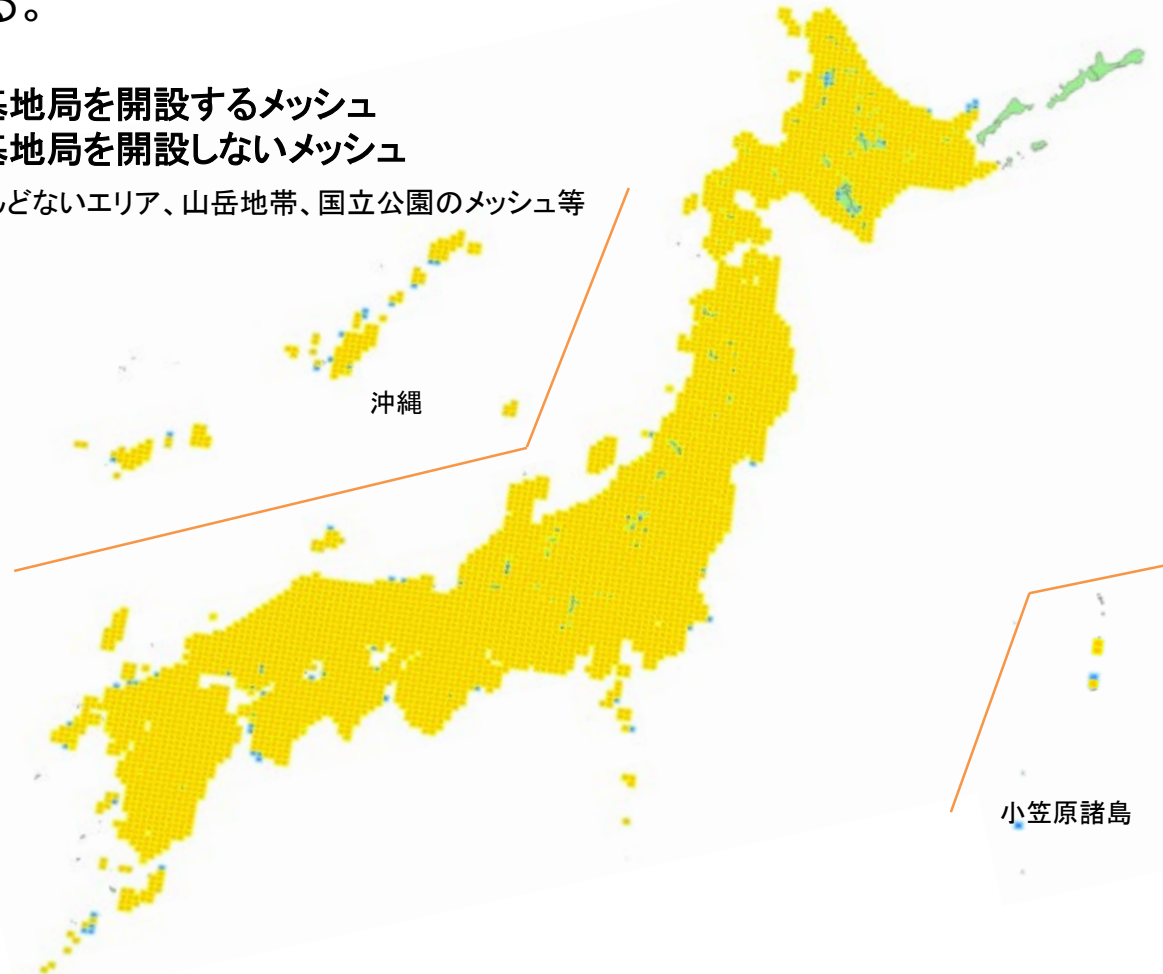 る。
基地局を開設するメッシュ
基地局を開設しないメッシュ
んどないエリア、山岳地帯、国立公園のメッシュ等
沖縄
小笠原諸島